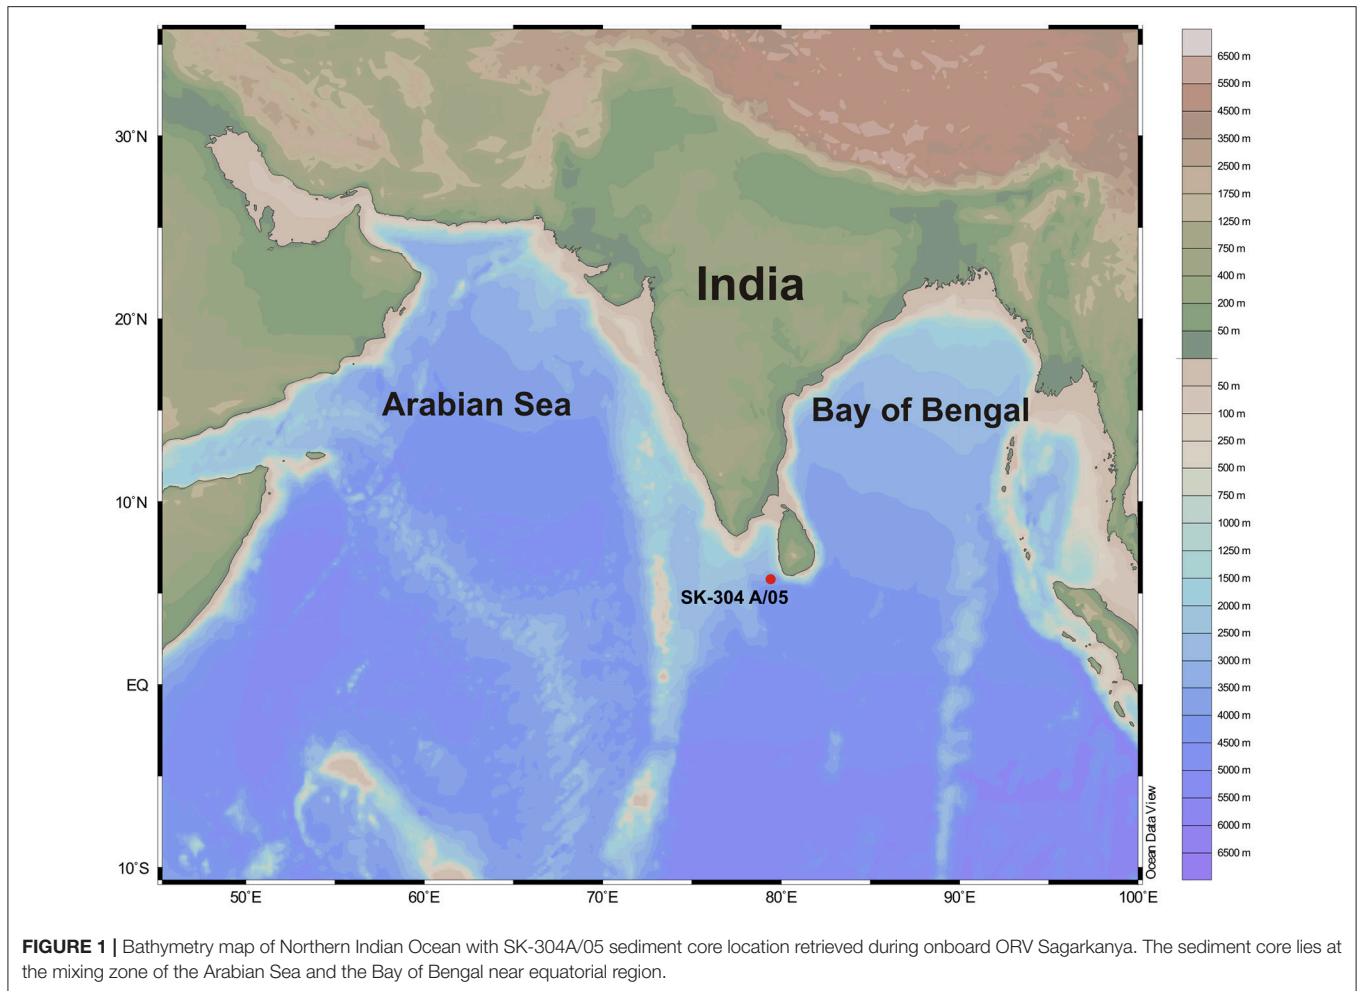 30°N
20°N
10°N
EQ
10°S
50°E
60°E
70°E
80°E
90°E
100°E
India
Arabian Sea
Bay of Bengal
SK-304 A/05
Ocean Data View
6500 m
5500 m
4500 m
3500 m
2500 m
1750 m
1250 m
750 m
400 m
200 m
50 m
50 m
100 m
250 m
500 m
750 m
1000 m
1250 m
1500 m
2000 m
2500 m
3000 m
3500 m
4000 m
4500 m
5000 m
5500 m
6000 m
6500 m
FIGURE 1 | Bathymetry map of Northern Indian Ocean with SK-304A/05 sediment core location retrieved during onboard ORV Sagarkanya. The sediment core lies at
the mixing zone of the Arabian Sea and the Bay of Bengal near equatorial region.